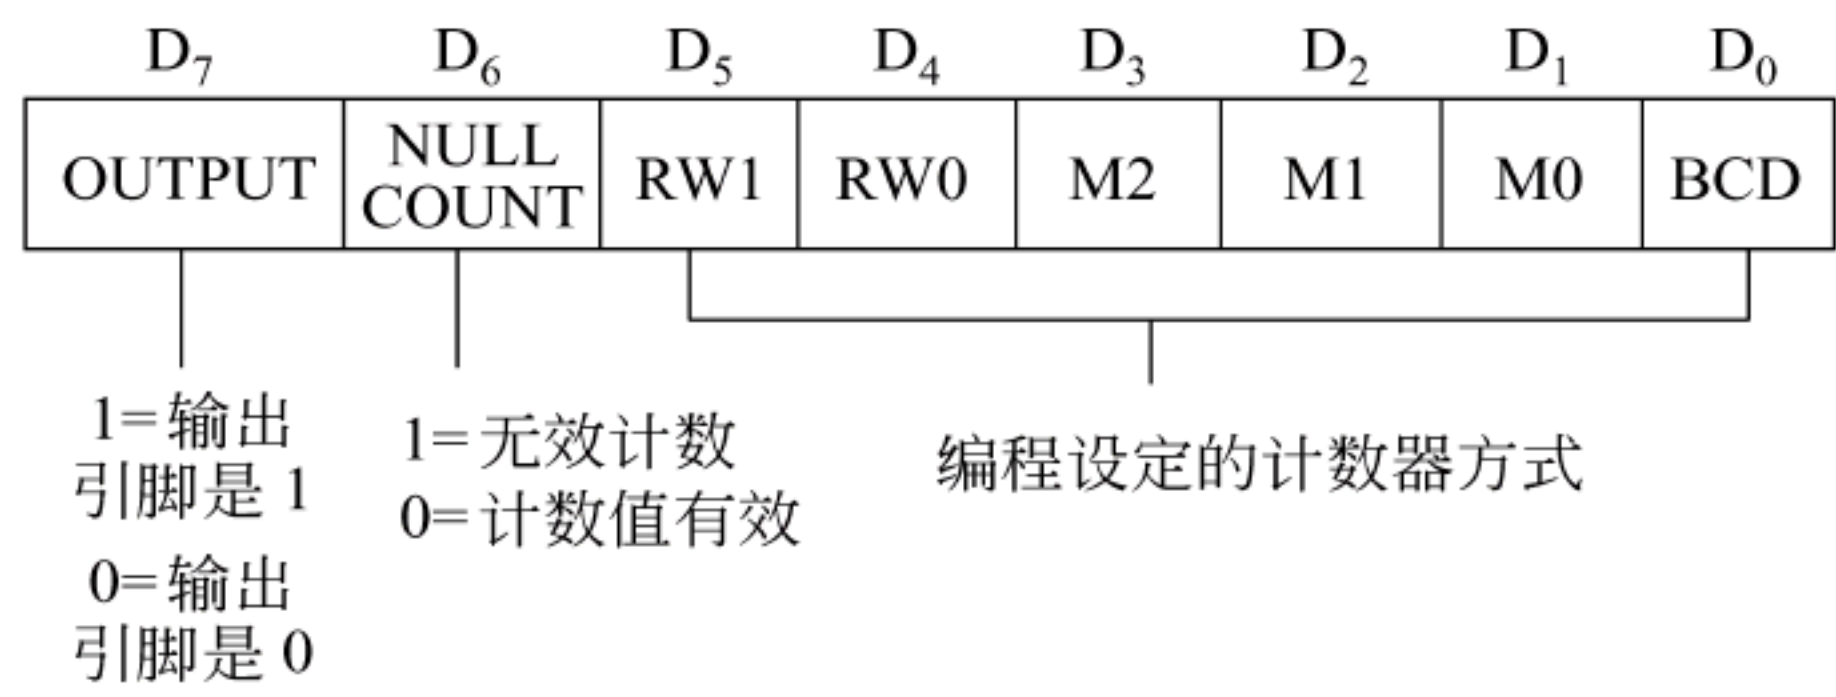 D₇ D₆ D₅ D₄ D₃ D₂ D₁ D₀
OUTPUT NULL COUNT RW1 RW0 M2 M1 M0 BCD
1=输出
引脚是 1
0=输出
引脚是 0
1=无效计数
0=计数值有效
编程设定的计数器方式